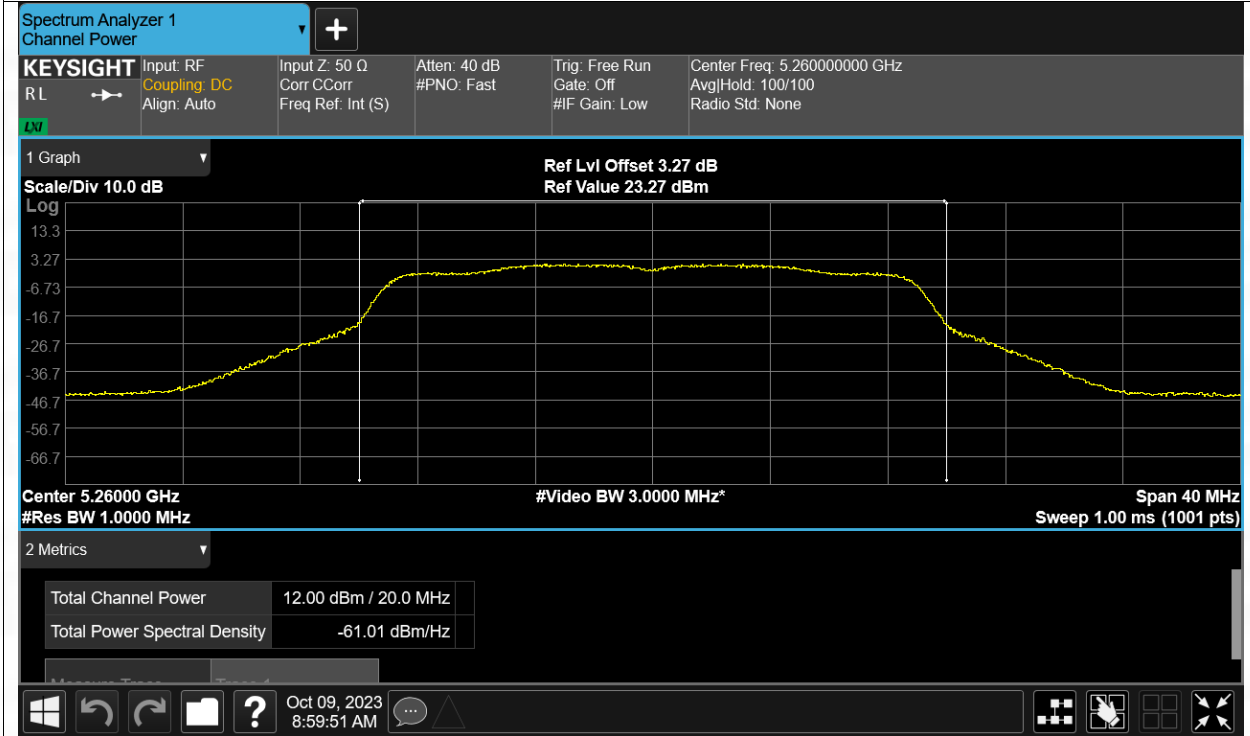 Spectrum Analyzer 1
Channel Power
KEYSIGHT
R L
LXI
Input: RF
Coupling: DC
Align: Auto
Input Z: 50 Ω
Corr CCorr
Freq Ref: Int (S)
Atten: 40 dB
#PNO: Fast
Trig: Free Run
Gate: Off
#IF Gain: Low
Center Freq: 5.260000000 GHz
Avg|Hold: 100/100
Radio Std: None
1 Graph
Scale/Div 10.0 dB
Ref Lvl Offset 3.27 dB
Ref Value 23.27 dBm
Log
13.3
3.27
-6.73
-16.7
-26.7
-36.7
-46.7
-56.7
-66.7
Center 5.26000 GHz
#Res BW 1.0000 MHz
#Video BW 3.0000 MHz*
Span 40 MHz
Sweep 1.00 ms (1001 pts)
2 Metrics
Total Channel Power 12.00 dBm / 20.0 MHz
Total Power Spectral Density -61.01 dBm/Hz
Measure Trace Trace 1
?
Oct 09, 2023
8:59:51 AM